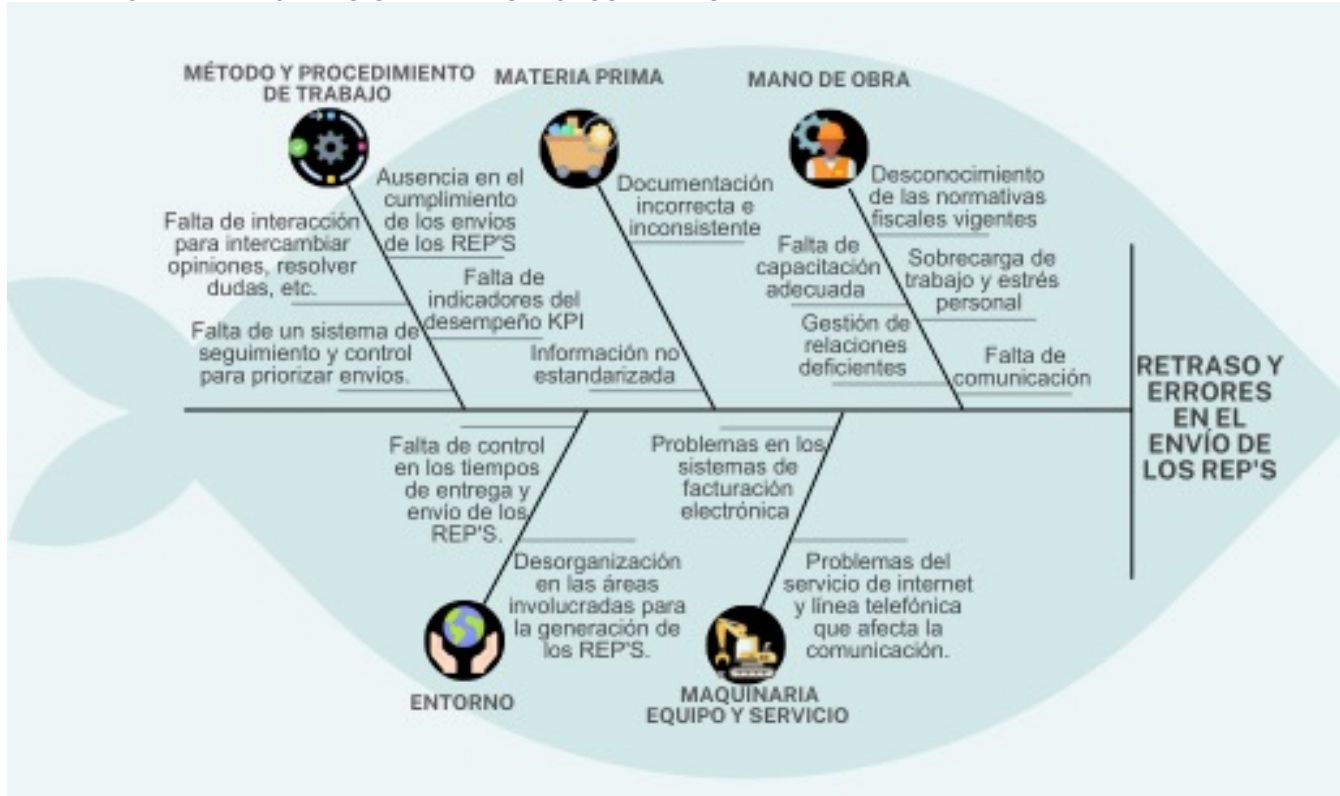 MÉTODO Y PROCEDIMIENTO
DE TRABAJO
MATERIA PRIMA
MANO DE OBRA
Ausencia en el
cumplimiento
de los envíos
de los REP'S
Falta de interacción
para intercambiar
opiniones, resolver
dudas, etc.
Falta de
indicadores del
desempeño KPI
Falta de un sistema de
seguimiento y control
para priorizar envíos.
Documentación
incorrecta e
inconsistente
Información no
estandarizada
Desconocimiento
de las normativas
fiscales vigentes
Falta de
capacitación
adecuada
Sobrecarga de
trabajo y estrés
personal
Gestión de
relaciones
deficientes
Falta de
comunicación
RETRASO Y
ERRORES
EN EL
ENVÍO DE
LOS REP'S
Falta de control
en los tiempos
de entrega y
envío de los
REP'S.
Desorganización
en las áreas
involucradas para
la generación de
los REP'S.
ENTORNO
Problemas en los
sistemas de
facturación
electrónica
Problemas del
servicio de internet
y línea telefónica
que afecta la
comunicación.
MAQUINARIA
EQUIPO Y SERVICIO